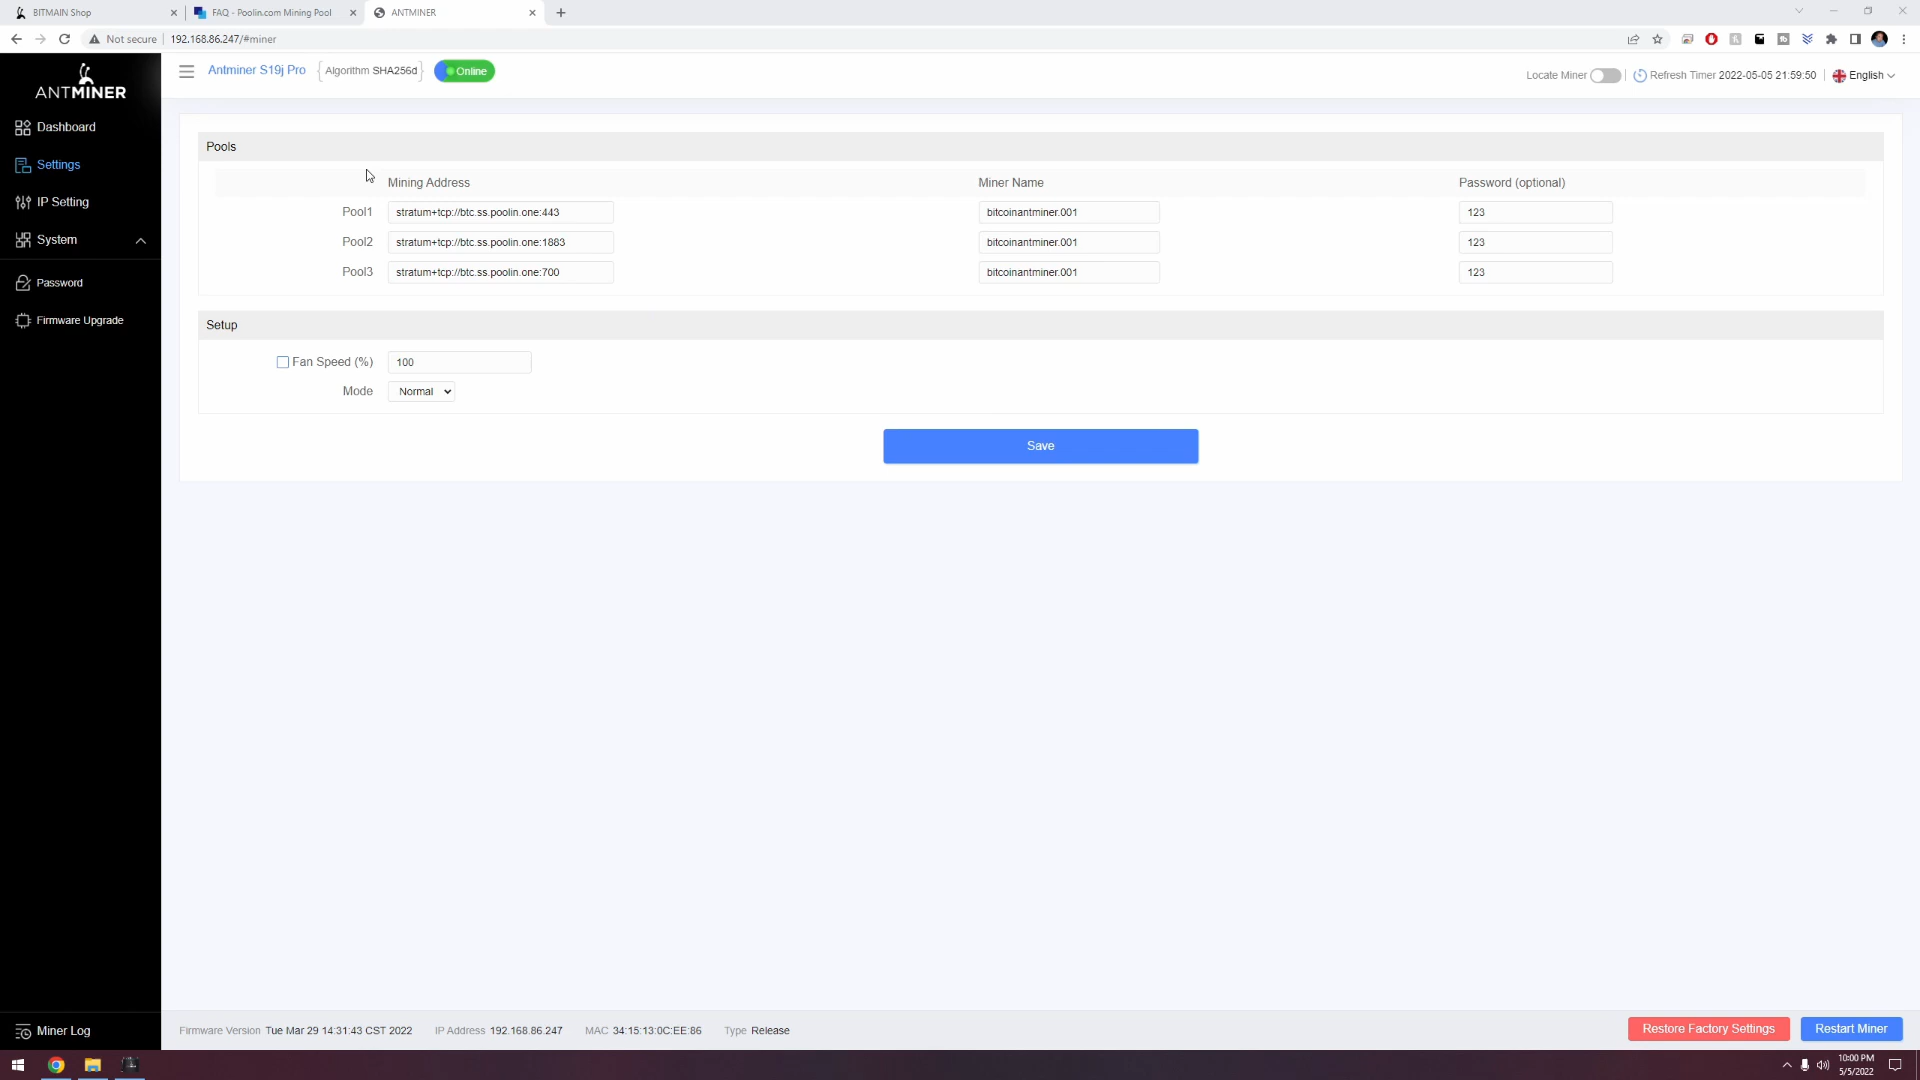 BITMAIN Shop
FAQ - Poolin.com Mining Pool
ANTMINER
Not secure
192.168.86.247/#miner
ANTMINER
Antminer S19j Pro
Algorithm SHA256d
Online
Locate Miner
Refresh Timer 2022-05-05 21:59:50
English
Dashboard
Settings
IP Setting
System
Password
Firmware Upgrade
Pools
Mining Address Miner Name Password (optional)
Pool1 stratum+tcp://btc.ss.poolin.one:443 bitcoinantminer.001 123
Pool2 stratum+tcp://btc.ss.poolin.one:1883 bitcoinantminer.001 123
Pool3 stratum+tcp://btc.ss.poolin.one:700 bitcoinantminer.001 123
Setup
Fan Speed (%) 100
Mode Normal
Save
Miner Log
Firmware Version Tue Mar 29 14:31:43 CST 2022 IP Address 192.168.86.247 MAC 34:15:13:0C:EE:86 Type Release
Restore Factory Settings
Restart Miner
10:00 PM
5/5/2022